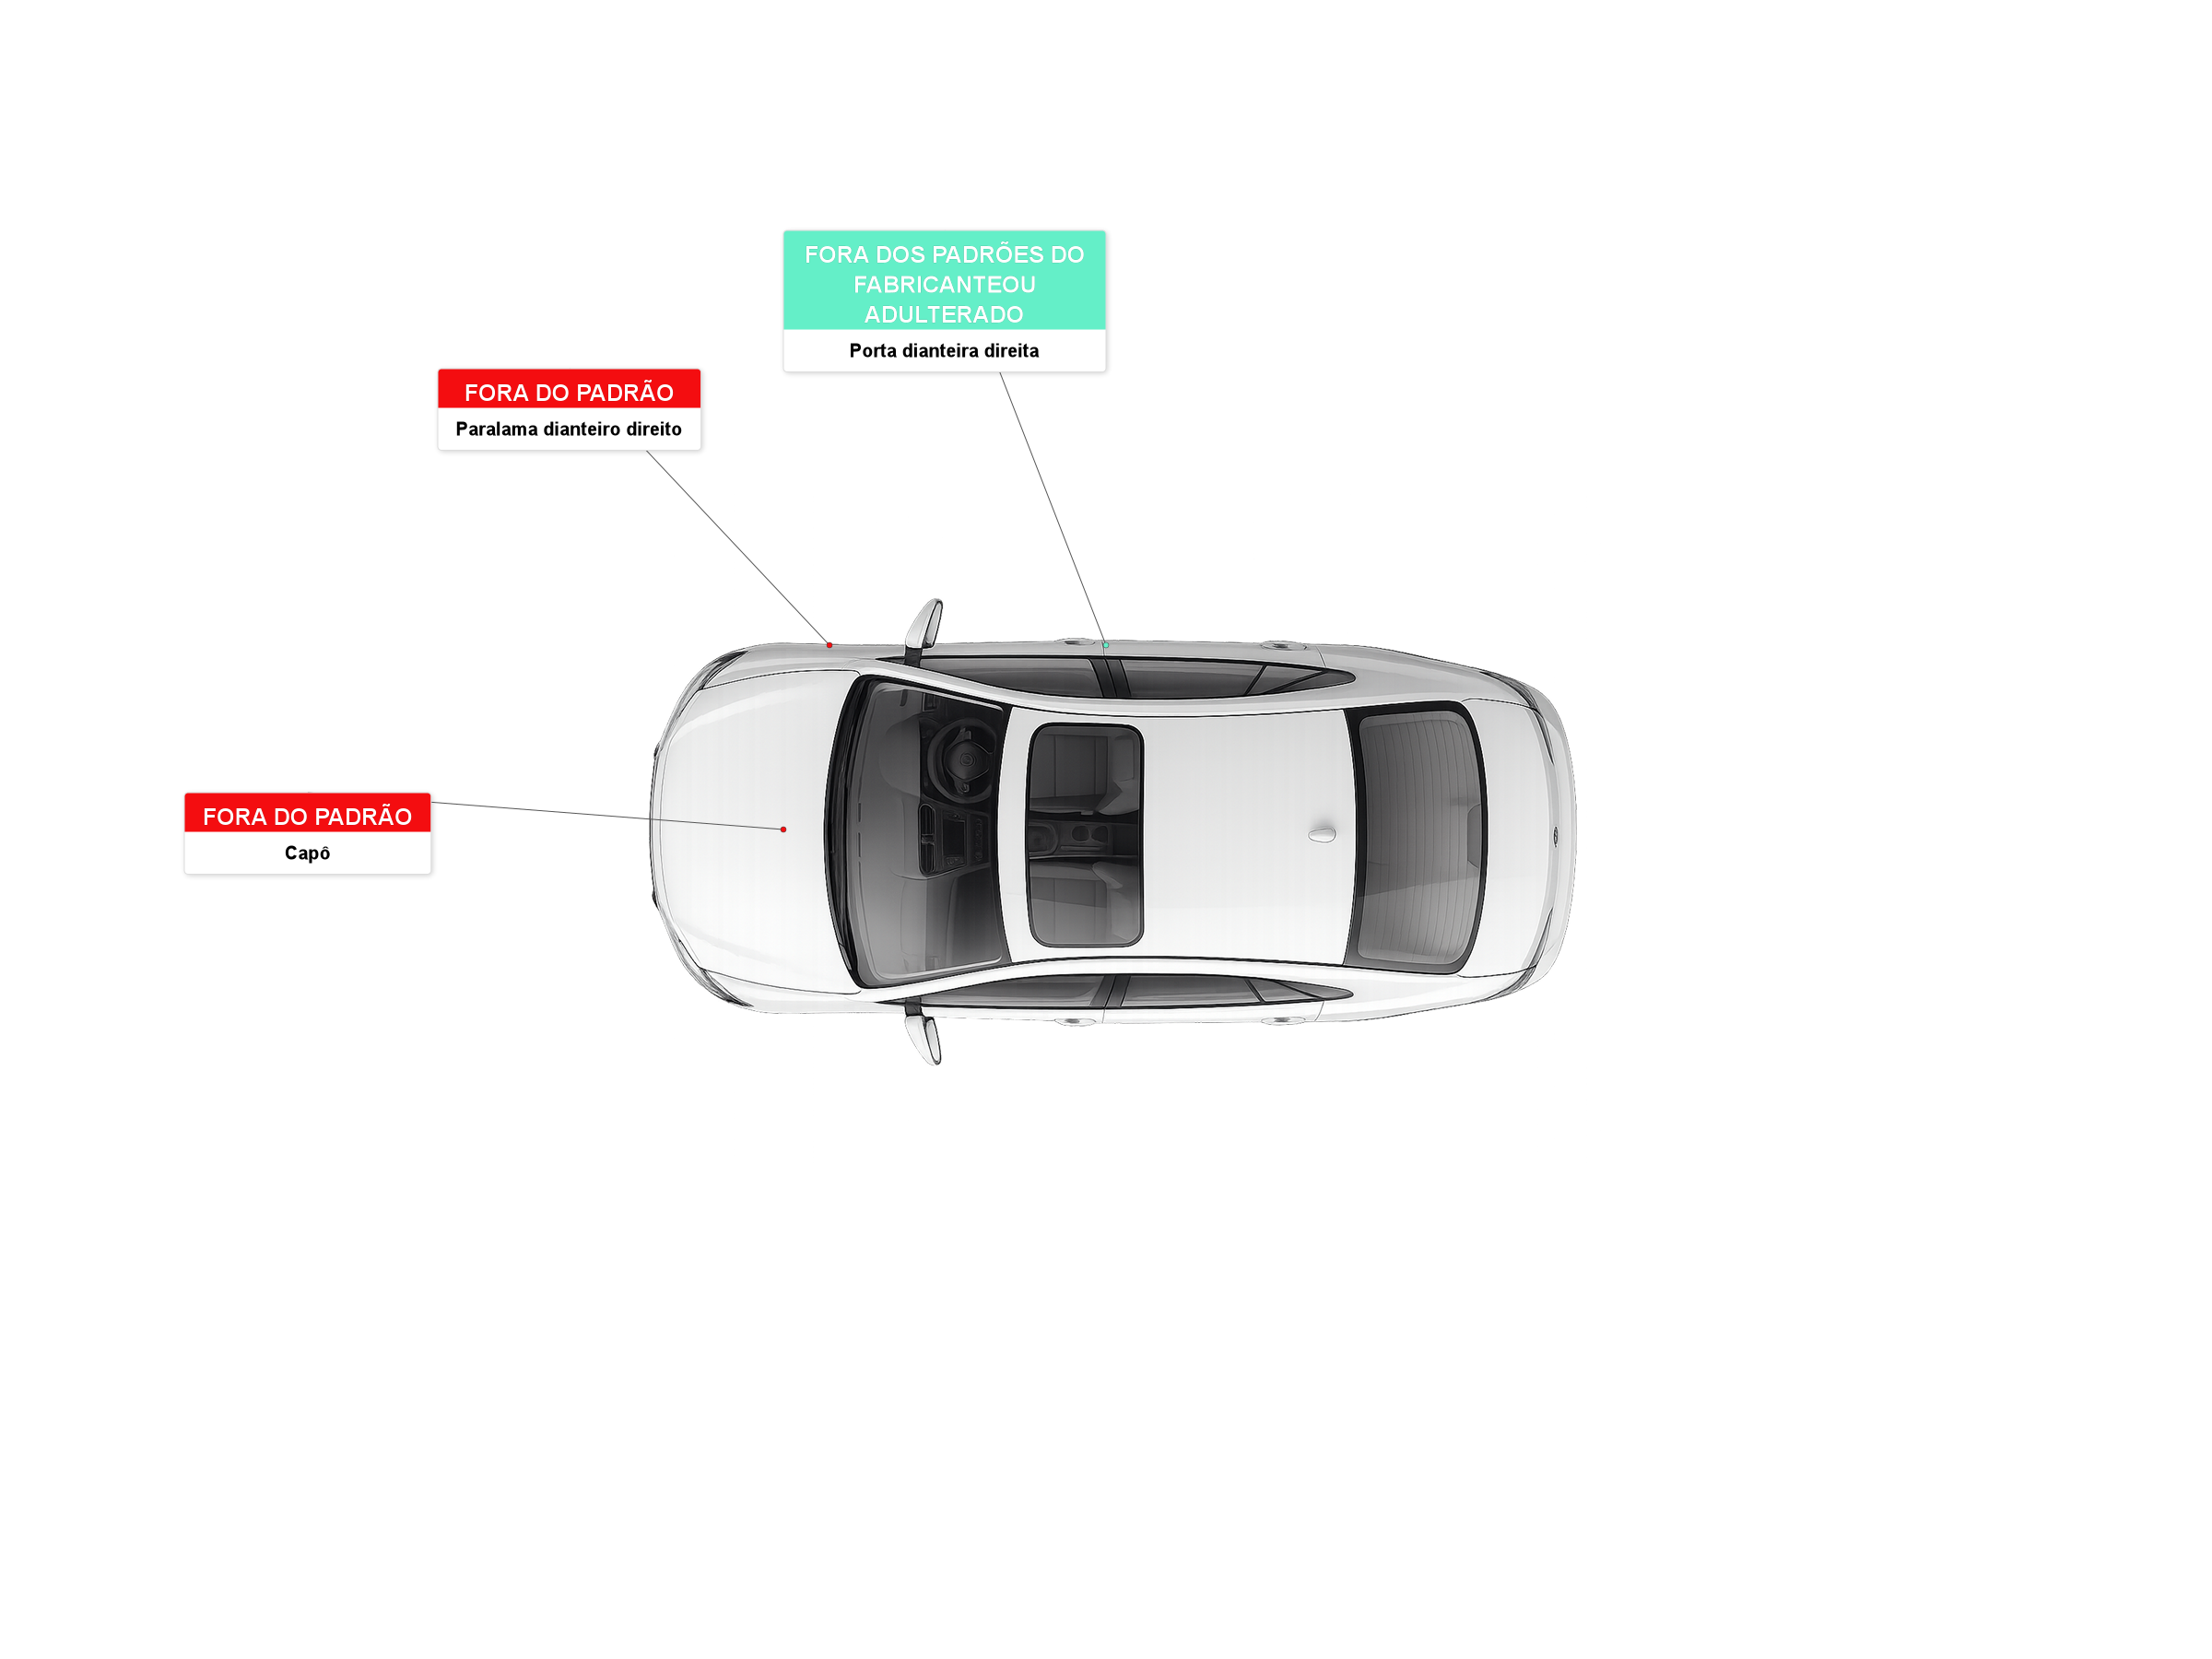 FORA DOS PADRÕES DO
FABRICANTEOU
ADULTERADO
Porta dianteira direita
FORA DO PADRÃO
Paralama dianteiro direito
FORA DO PADRÃO
Capô